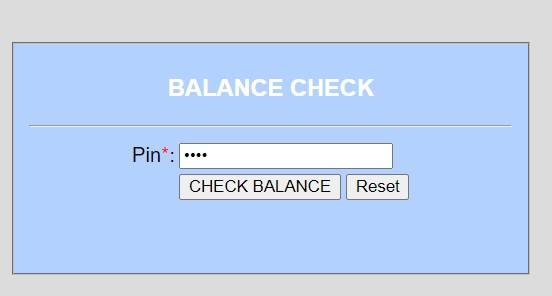 BALANCE CHECK
Pin*: ••••
CHECK BALANCE Reset